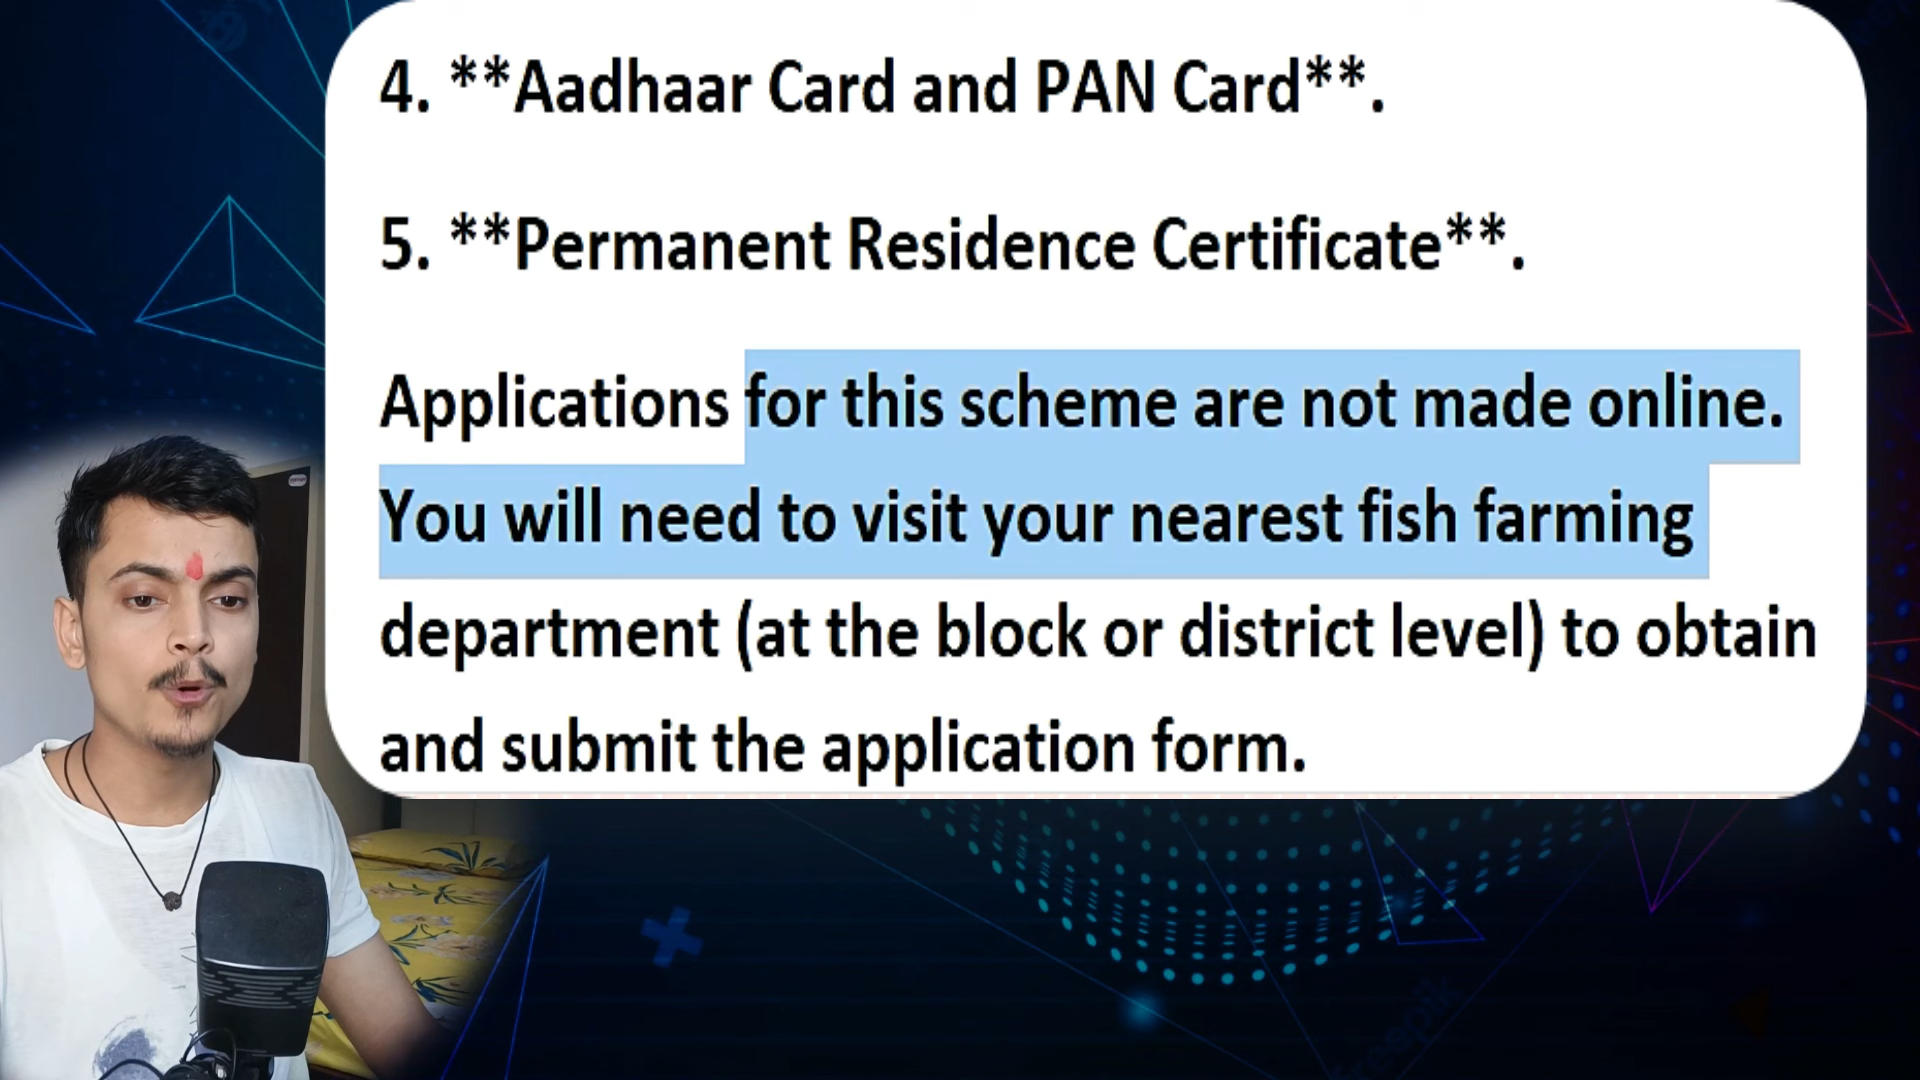 4. **Aadhaar Card and PAN Card**.
5. **Permanent Residence Certificate**.
Applications for this scheme are not made online.
You will need to visit your nearest fish farming
department (at the block or district level) to obtain
and submit the application form.
freepik